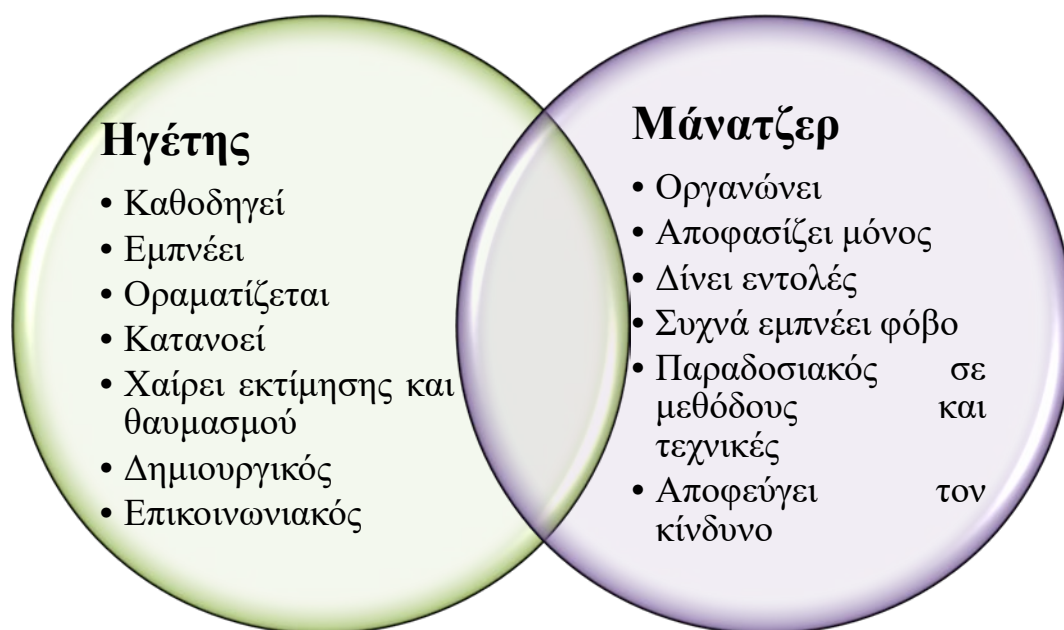 Ηγέτης
• Καθοδηγεί
• Εμπνέει
• Οραματίζεται
• Κατανοεί
• Χαίρει εκτίμησης και
θαυμασμού
• Δημιουργικός
• Επικοινωνιακός
Μάνατζερ
• Οργανώνει
• Αποφασίζει μόνος
• Δίνει εντολές
• Συχνά εμπνέει φόβο
• Παραδοσιακός σε
μεθόδους και
τεχνικές
• Αποφεύγει τον
κίνδυνο